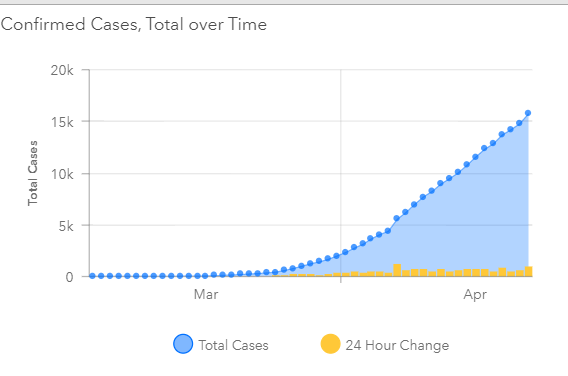 Confirmed Cases, Total over Time
20k
15k
10k
5k
0
Total Cases
Mar
Apr
Total Cases
24 Hour Change